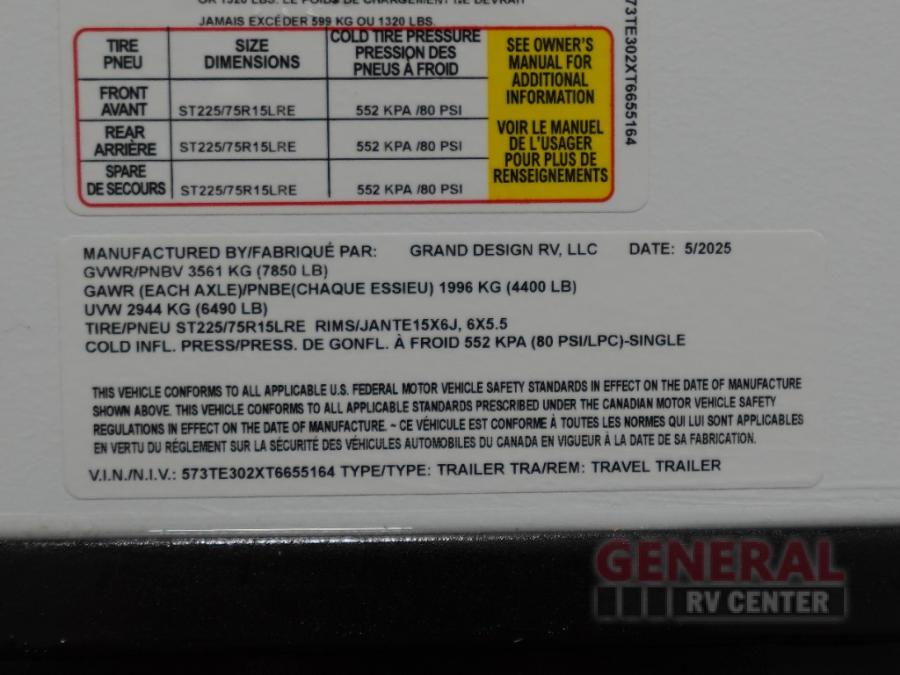 OR 1320 LBS. LE POIDS DE CHARGEMENT NE DEVRAIT
JAMAIS EXCÉDER 599 KG OU 1320 LBS.
TIRE SIZE COLD TIRE PRESSURE
PNEU DIMENSIONS PRESSION DES
PNEUS À FROID
FRONT
AVANT ST225/75R15LRE 552 KPA /80 PSI
REAR
ARRIÈRE ST225/75R15LRE 552 KPA /80 PSI
SPARE
DE SECOURS ST225/75R15LRE 552 KPA /80 PSI
SEE OWNER'S
MANUAL FOR
ADDITIONAL
INFORMATION
VOIR LE MANUEL
DE L'USAGER
POUR PLUS DE
RENSEIGNEMENTS
573TE302XT6655164
MANUFACTURED BY/FABRIQUÉ PAR: GRAND DESIGN RV, LLC DATE: 5/2025
GVWR/PNBV 3561 KG (7850 LB)
GAWR (EACH AXLE)/PNBE(CHAQUE ESSIEU) 1996 KG (4400 LB)
UVW 2944 KG (6490 LB)
TIRE/PNEU ST225/75R15LRE RIMS/JANTE15X6J, 6X5.5
COLD INFL. PRESS/PRESS. DE GONFL. À FROID 552 KPA (80 PSI/LPC)-SINGLE
THIS VEHICLE CONFORMS TO ALL APPLICABLE U.S. FEDERAL MOTOR VEHICLE SAFETY STANDARDS IN EFFECT ON THE DATE OF MANUFACTURE
SHOWN ABOVE. THIS VEHICLE CONFORMS TO ALL APPLICABLE STANDARDS PRESCRIBED UNDER THE CANADIAN MOTOR VEHICLE SAFETY
REGULATIONS IN EFFECT ON THE DATE OF MANUFACTURE. ~ CE VÉHICULE EST CONFORME À TOUTES LES NORMES QUI LUI SONT APPLICABLES
EN VERTU DU RÉGLEMENT SUR LA SÉCURITÉ DES VÉHICULES AUTOMOBILES DU CANADA EN VIGUEUR À LA DATE DE SA FABRICATION.
V.I.N./N.I.V.: 573TE302XT6655164 TYPE/TYPE: TRAILER TRA/REM: TRAVEL TRAILER
GENERAL
RV CENTER